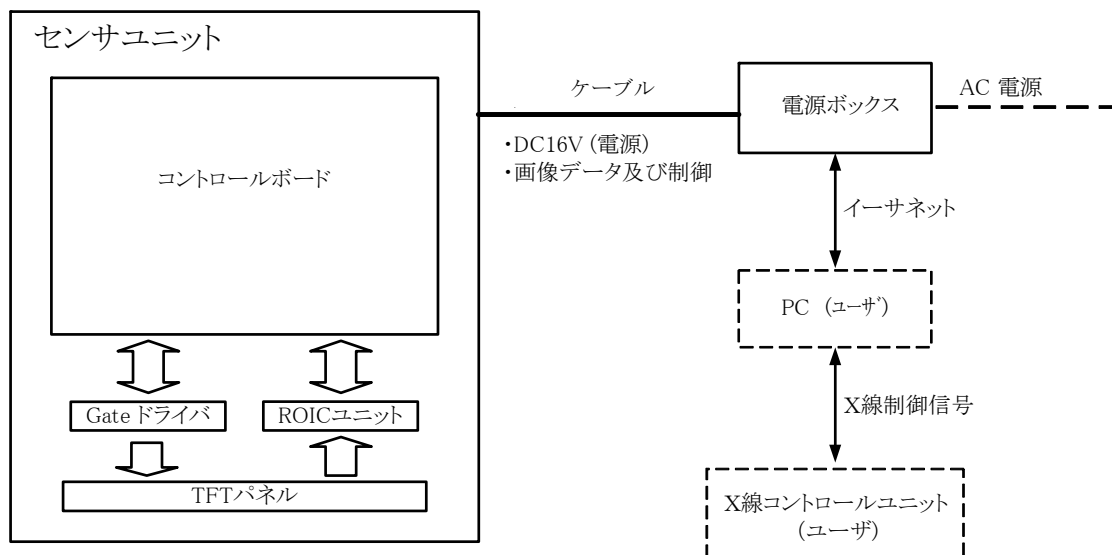 センサユニット
コントロールボード
Gate ドライバ
ROICユニット
TFTパネル
ケーブル
・DC16V (電源)
・画像データ及び制御
電源ボックス
AC 電源
イーサネット
PC (ユーザ)
X線制御信号
X線コントロールユニット
(ユーザ)